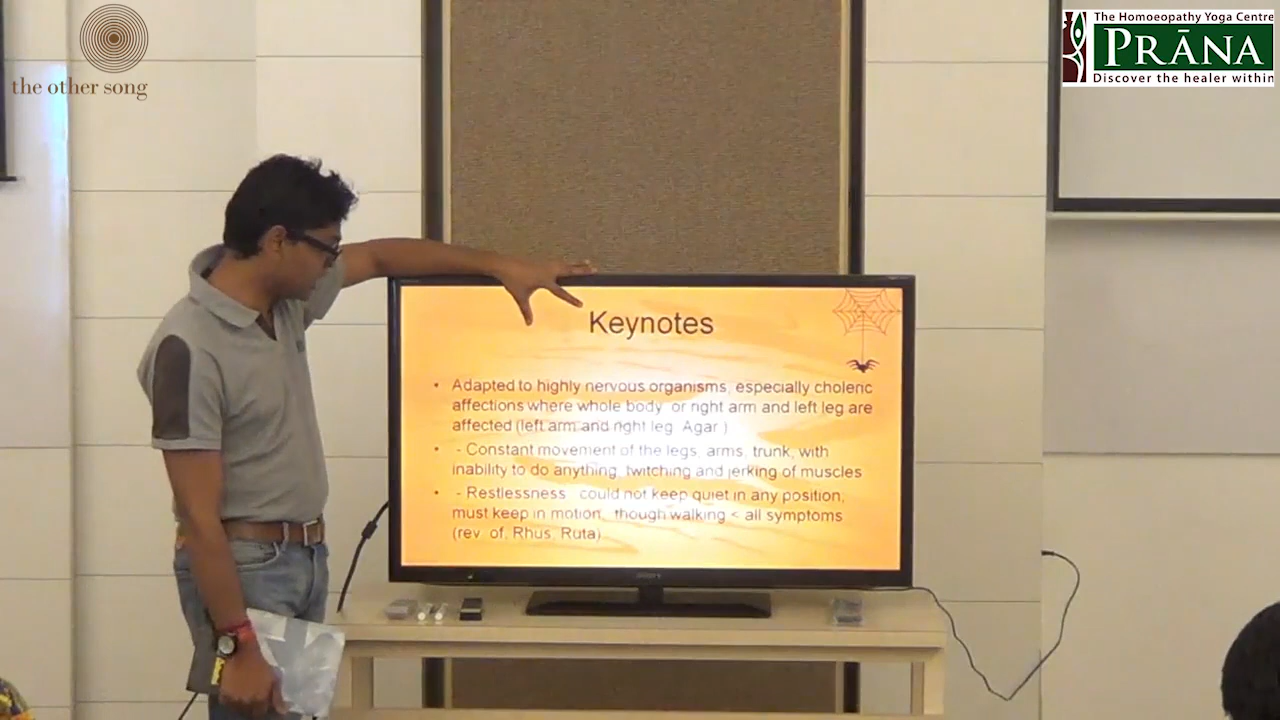 the other song
The Homoeopathy Yoga Centre
PRĀNA
Discover the healer within
Keynotes
• Adapted to highly nervous organisms, especially choleric
affections where whole body or right arm and left leg are
affected (left arm and right leg Agar )
• - Constant movement of the legs, arms, trunk, with
inability to do anything, twitching and jerking of muscles
• - Restlessness could not keep quiet in any position;
must keep in motion, though walking < all symptoms
(rev. of, Rhus, Ruta)